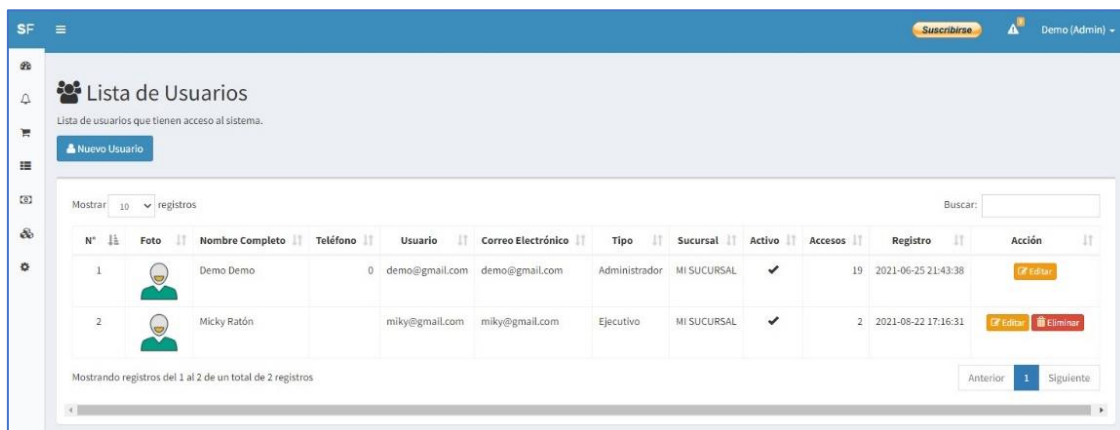 SF Suscribirse Demo (Admin)
Lista de Usuarios
Lista de usuarios que tienen acceso al sistema.
Nuevo Usuario
Mostrar 10 registros Buscar:
N° Foto Nombre Completo Teléfono Usuario Correo Electrónico Tipo Sucursal Activo Accesos Registro Acción
1 Demo Demo 0 demo@gmail.com demo@gmail.com Administrador MI SUCURSAL 19 2021-06-25 21:43:38 Editar
2 Micky Ratón miky@gmail.com miky@gmail.com Ejecutivo MI SUCURSAL 2 2021-08-22 17:16:31 Editar Eliminar
Mostrando registros del 1 al 2 de un total de 2 registros Anterior 1 Siguiente